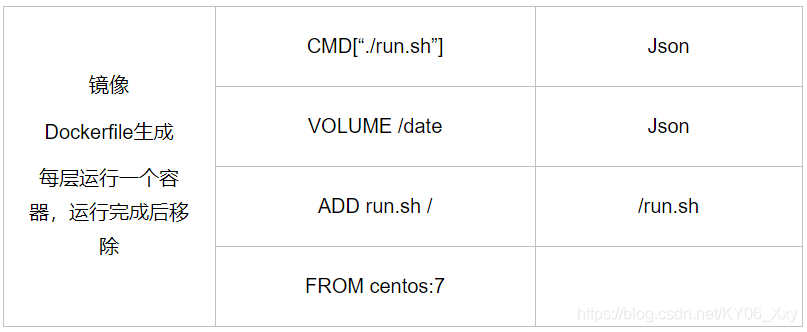 镜像
Dockerfile生成
每层运行一个容
器，运行完成后移
除
CMD[“./run.sh”]
Json
VOLUME /date
Json
ADD run.sh /
/run.sh
FROM centos:7
https://blog.csdn.net/KY06_Xxy